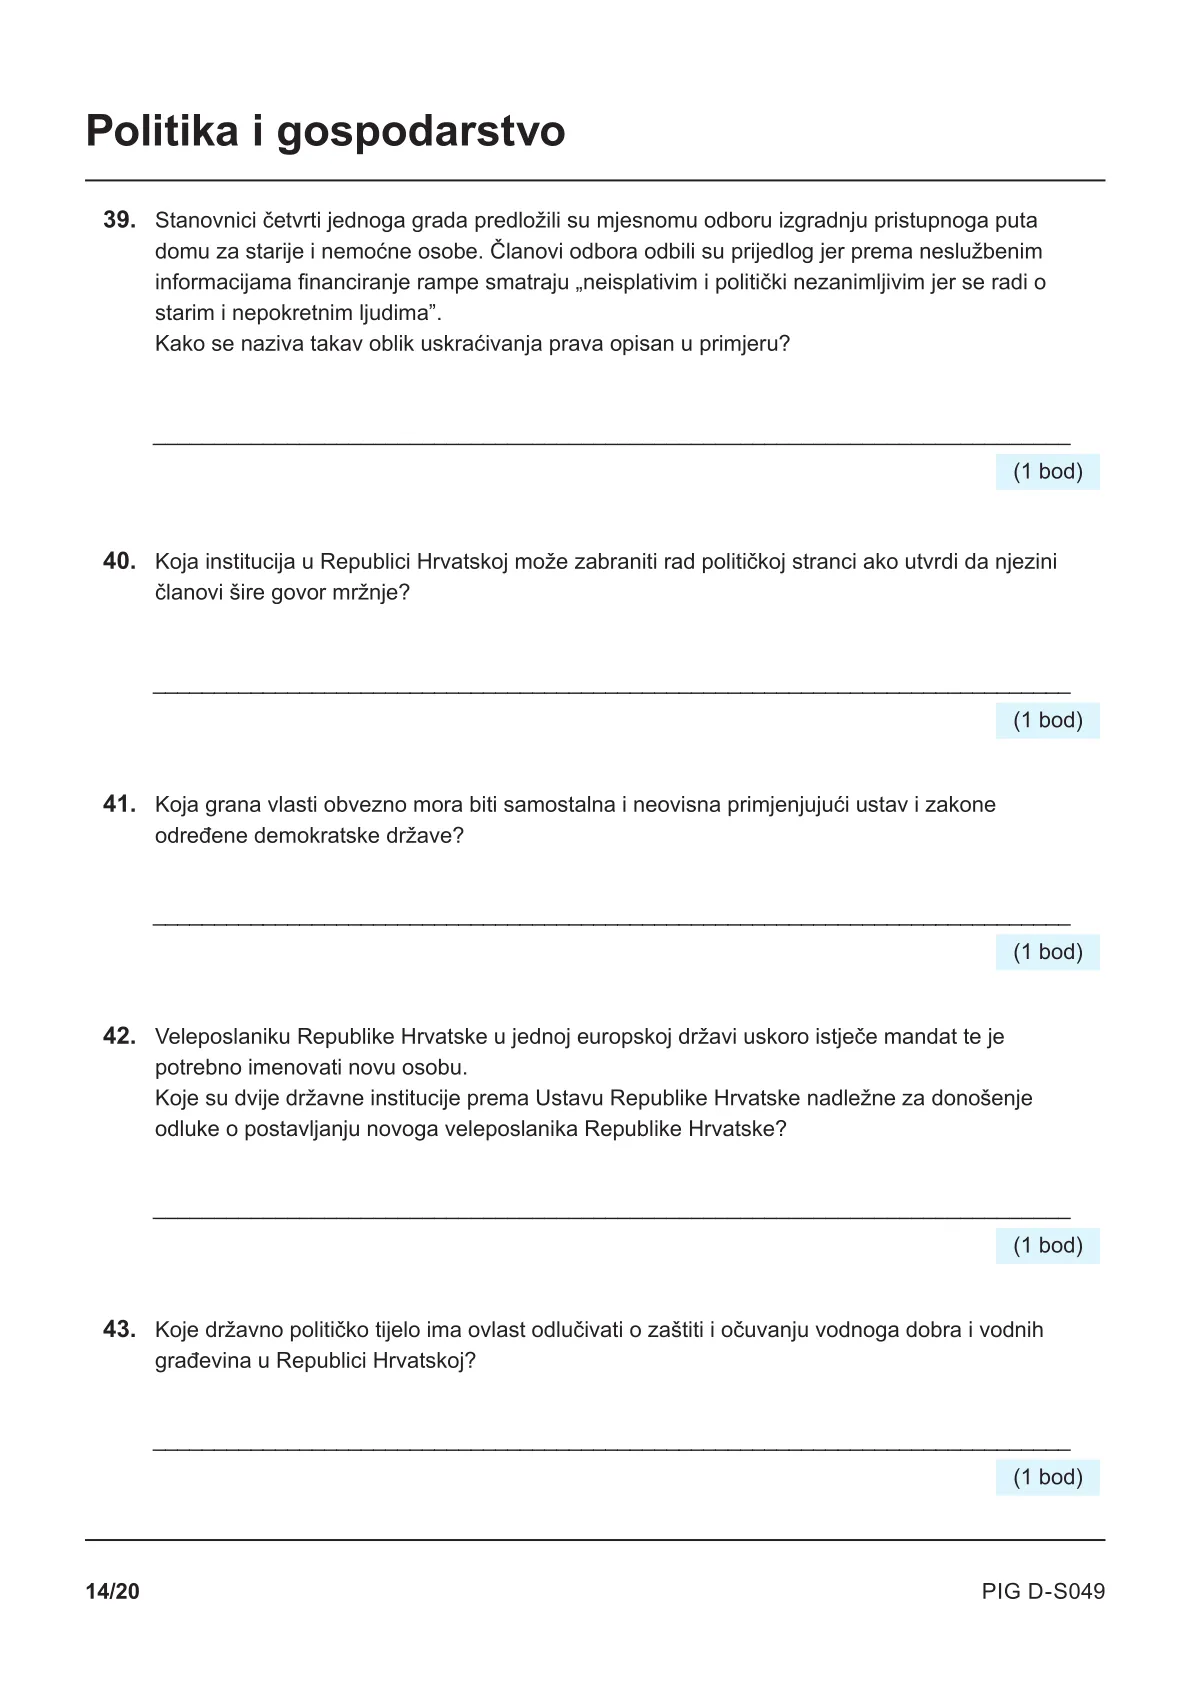 Politika i gospodarstvo
39. Stanovnici četvrti jednoga grada predložili su mjesnomu odboru izgradnju pristupnoga puta
domu za starije i nemoćne osobe. Članovi odbora odbili su prijedlog jer prema neslužbenim
informacijama financiranje rampe smatraju „neisplativim i politički nezanimljivim jer se radi o
starim i nepokretnim ljudima”.
Kako se naziva takav oblik uskraćivanja prava opisan u primjeru?
(1 bod)
40. Koja institucija u Republici Hrvatskoj može zabraniti rad političkoj stranci ako utvrdi da njezini
članovi šire govor mržnje?
(1 bod)
41. Koja grana vlasti obvezno mora biti samostalna i neovisna primjenjujući ustav i zakone
određene demokratske države?
(1 bod)
42. Veleposlaniku Republike Hrvatske u jednoj europskoj državi uskoro istječe mandat te je
potrebno imenovati novu osobu.
Koje su dvije državne institucije prema Ustavu Republike Hrvatske nadležne za donošenje
odluke o postavljanju novoga veleposlanika Republike Hrvatske?
(1 bod)
43. Koje državno političko tijelo ima ovlast odlučivati o zaštiti i očuvanju vodnoga dobra i vodnih
građevina u Republici Hrvatskoj?
(1 bod)
14/20
PIG D-S049